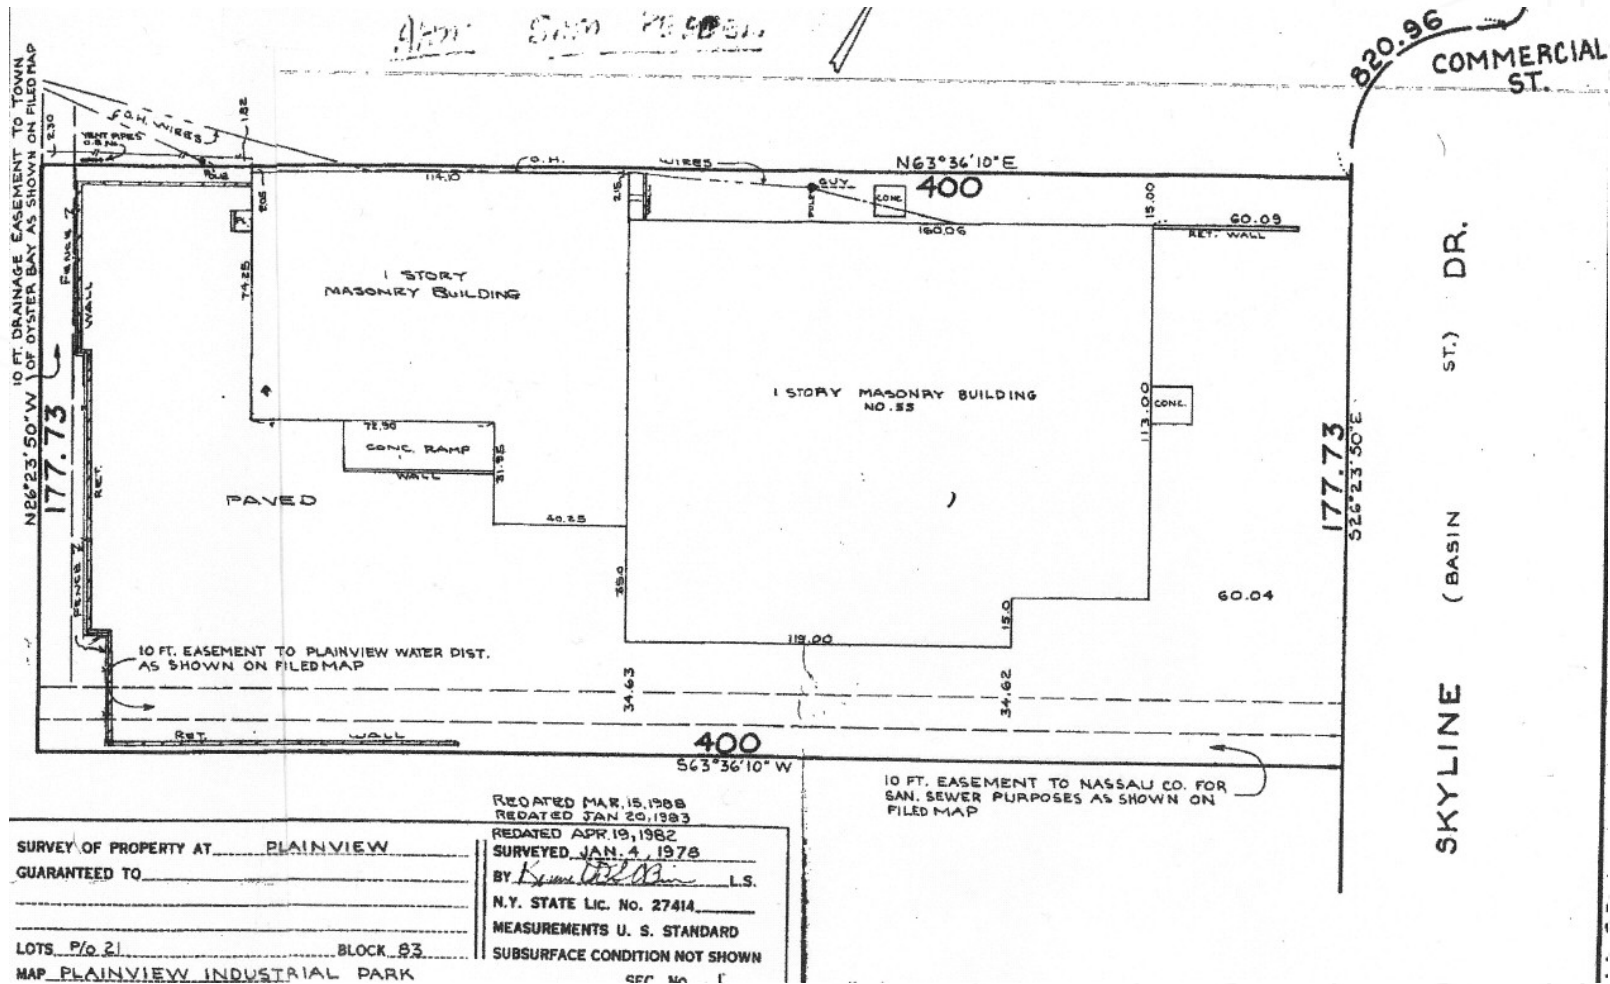 820.96
COMMERCIAL
ST.
10 FT. DRAINAGE EASEMENT TO TOWN
OF OYSTER BAY AS SHOWN ON FILED MAP
2.30
O.H. WIRES
VENT PIPES
1.82
POLE
O.H. WIRES
N63°36'10"E
400
114.10
2.05
2.15
GUY
POLE
CONC.
15.00
160.06
60.09
RET. WALL
FENCE
WALL
74.25
1 STORY
MASONRY BUILDING
N26°23'50"W
177.73
RET.
72.90
CONC. RAMP
WALL
31.95
PAVED
40.25
1 STORY MASONRY BUILDING
NO. 55
113.00
CONC.
177.73
S26°23'50"E
SKYLINE (BASIN ST.) DR.
FENCE
35.0
15.0
60.04
119.00
10 FT. EASEMENT TO PLAINVIEW WATER DIST.
AS SHOWN ON FILED MAP
34.63
34.62
RET. WALL
400
S63°36'10"W
10 FT. EASEMENT TO NASSAU CO. FOR
SAN. SEWER PURPOSES AS SHOWN ON
FILED MAP
REDATED MAR. 15, 1988
REDATED JAN 20, 1983
REDATED APR. 19, 1982
SURVEY OF PROPERTY AT PLAINVIEW
GUARANTEED TO
LOTS P/o 21 BLOCK 83
MAP PLAINVIEW INDUSTRIAL PARK
SURVEYED JAN. 4, 1978
BY L.S.
N.Y. STATE LIC. NO. 27414
MEASUREMENTS U. S. STANDARD
SUBSURFACE CONDITION NOT SHOWN
SEC. NO.